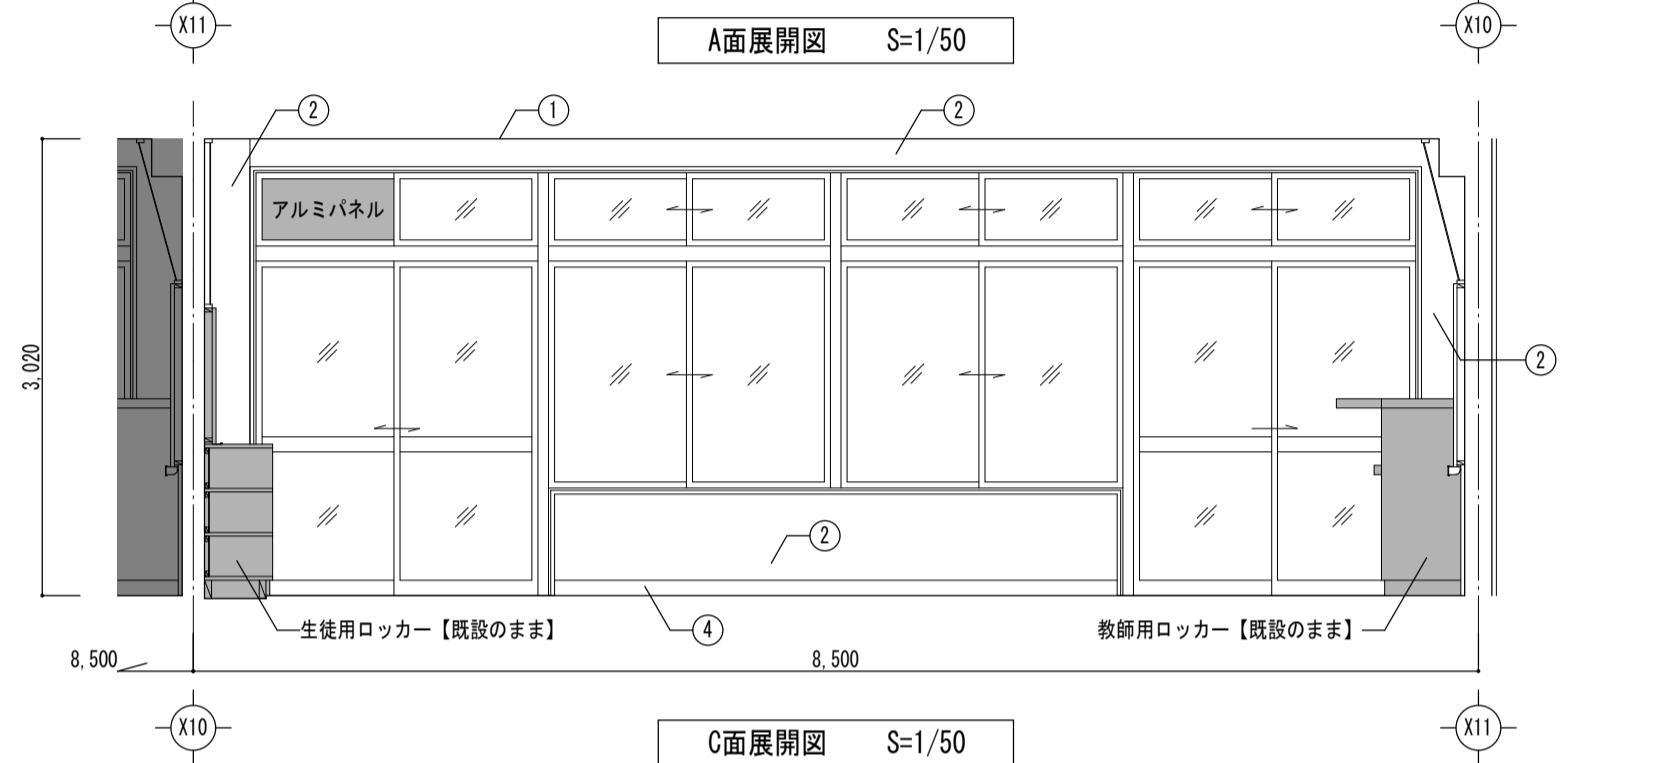 X11
A面展開図 S=1/50
X10
2
1
2
アルミパネル
3,020
2
2
生徒用ロッカー【既設のまま】
4
教師用ロッカー【既設のまま】
8,500
8,500
X10
C面展開図 S=1/50
X11